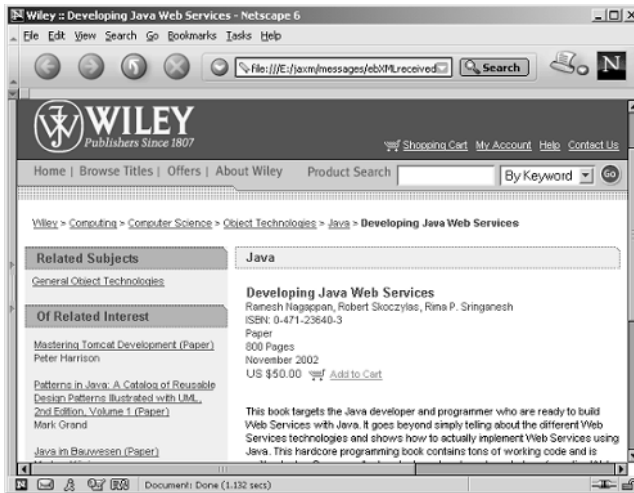 Wiley :: Developing Java Web Services - Netscape 6
File Edit View Search Go Bookmarks Tasks Help
file:///E:/jaxm/messages/ebXMLreceived
Search
N
WILEY
Publishers Since 1807
Shopping Cart My Account Help Contact Us
Home | Browse Titles | Offers | About Wiley Product Search By Keyword GO
Wiley > Computing > Computer Science > Object Technologies > Java > Developing Java Web Services
Related Subjects
General Object Technologies
Of Related Interest
Mastering Tomcat Development (Paper)
Peter Harrison
Patterns in Java: A Catalog of Reusable
Design Patterns Illustrated with UML,
2nd Edition, Volume 1 (Paper)
Mark Grand
Java im Bauwesen (Paper)
Java
Developing Java Web Services
Ramesh Nagappan, Robert Skoczylas, Rima P. Sringanesh
ISBN: 0-471-23640-3
Paper
800 Pages
November 2002
US $50.00 Add to Cart
This book targets the Java developer and programmer who are ready to build
Web Services with Java. It goes beyond simply telling about the different Web
Services technologies and shows how to actually implement Web Services using
Java. This hardcover programming book contains tons of working code and is
Document: Done (1.132 secs)